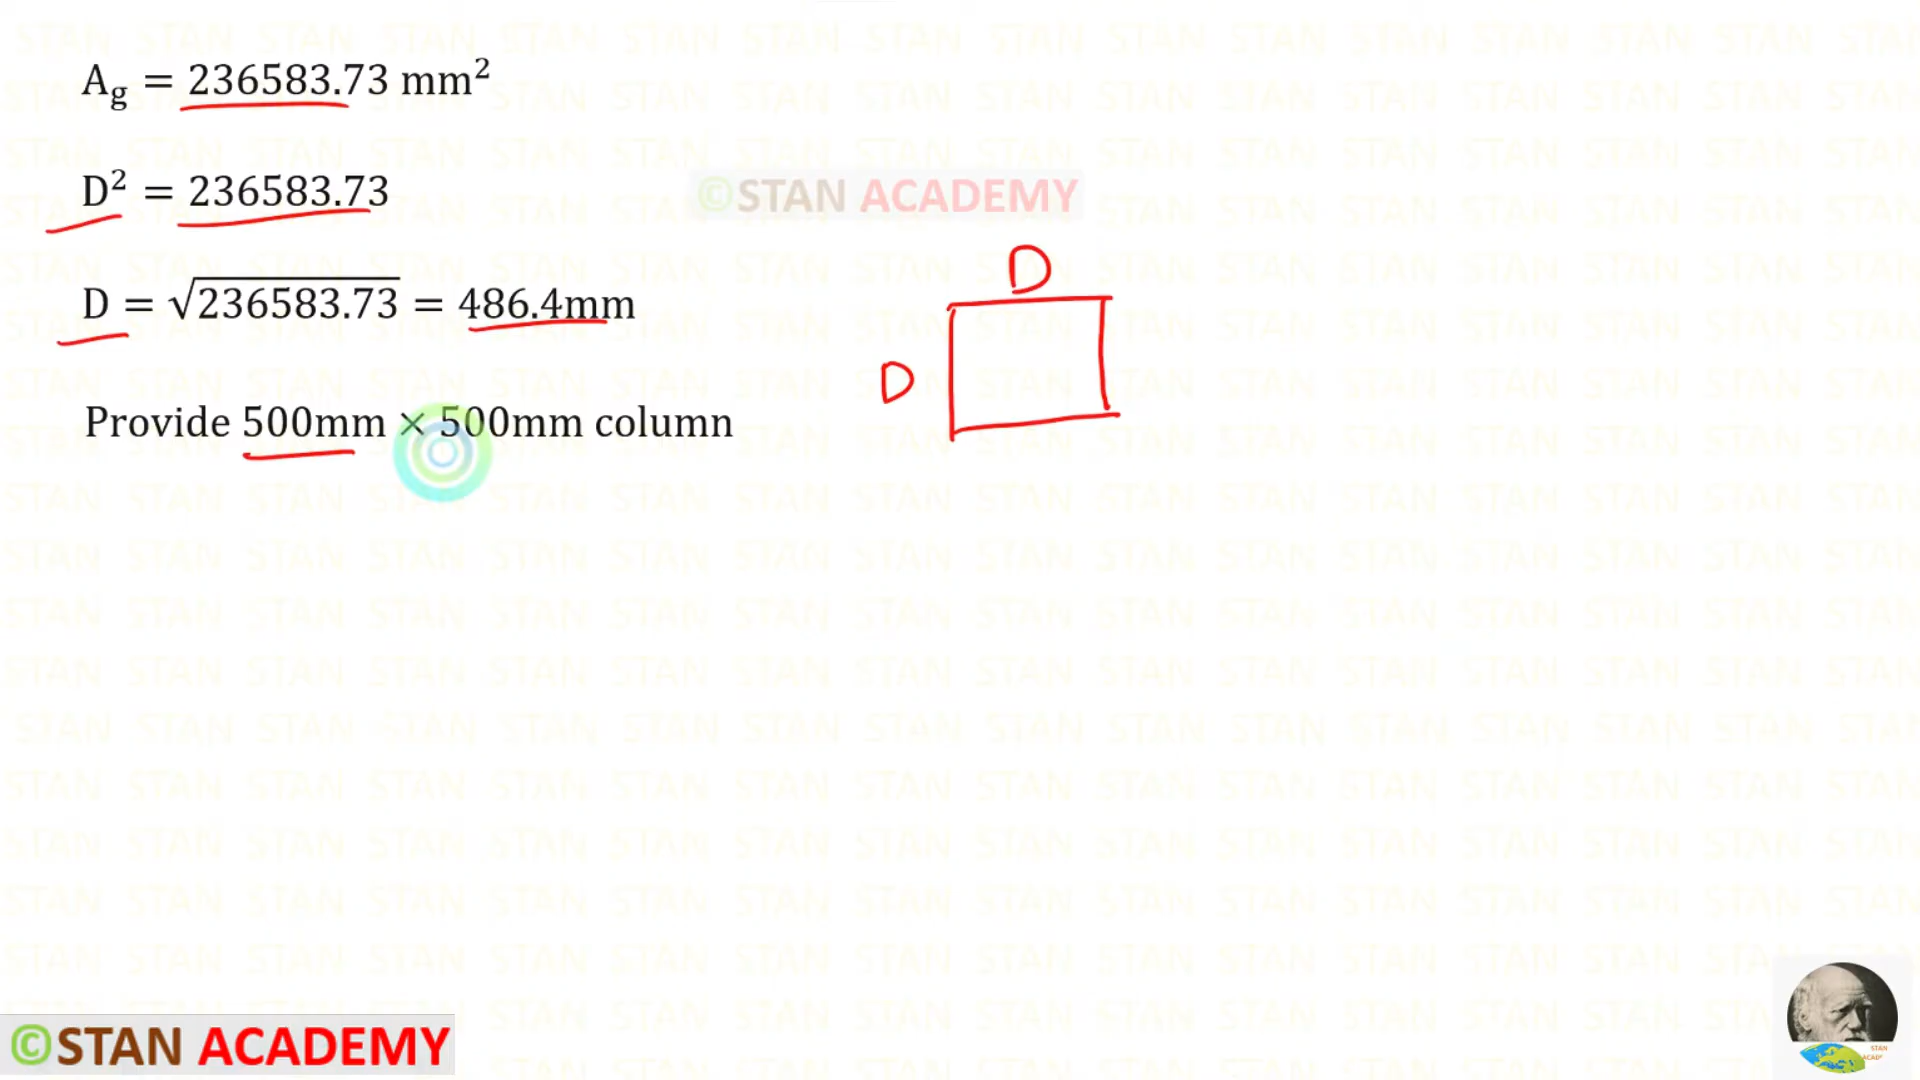 A_g = 236583.73 mm²
D² = 236583.73
©STAN ACADEMY
D
D = √236583.73 = 486.4mm
D
Provide 500mm × 500mm column
©STAN ACADEMY
STAN